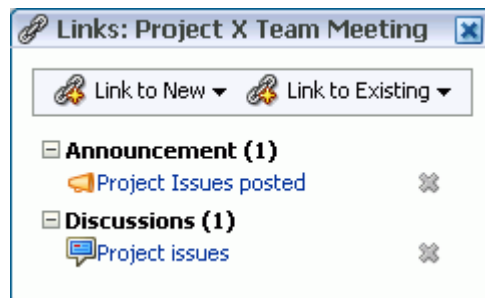 Links: Project X Team Meeting
Link to New Link to Existing
Announcement (1)
Project Issues posted
Discussions (1)
Project issues